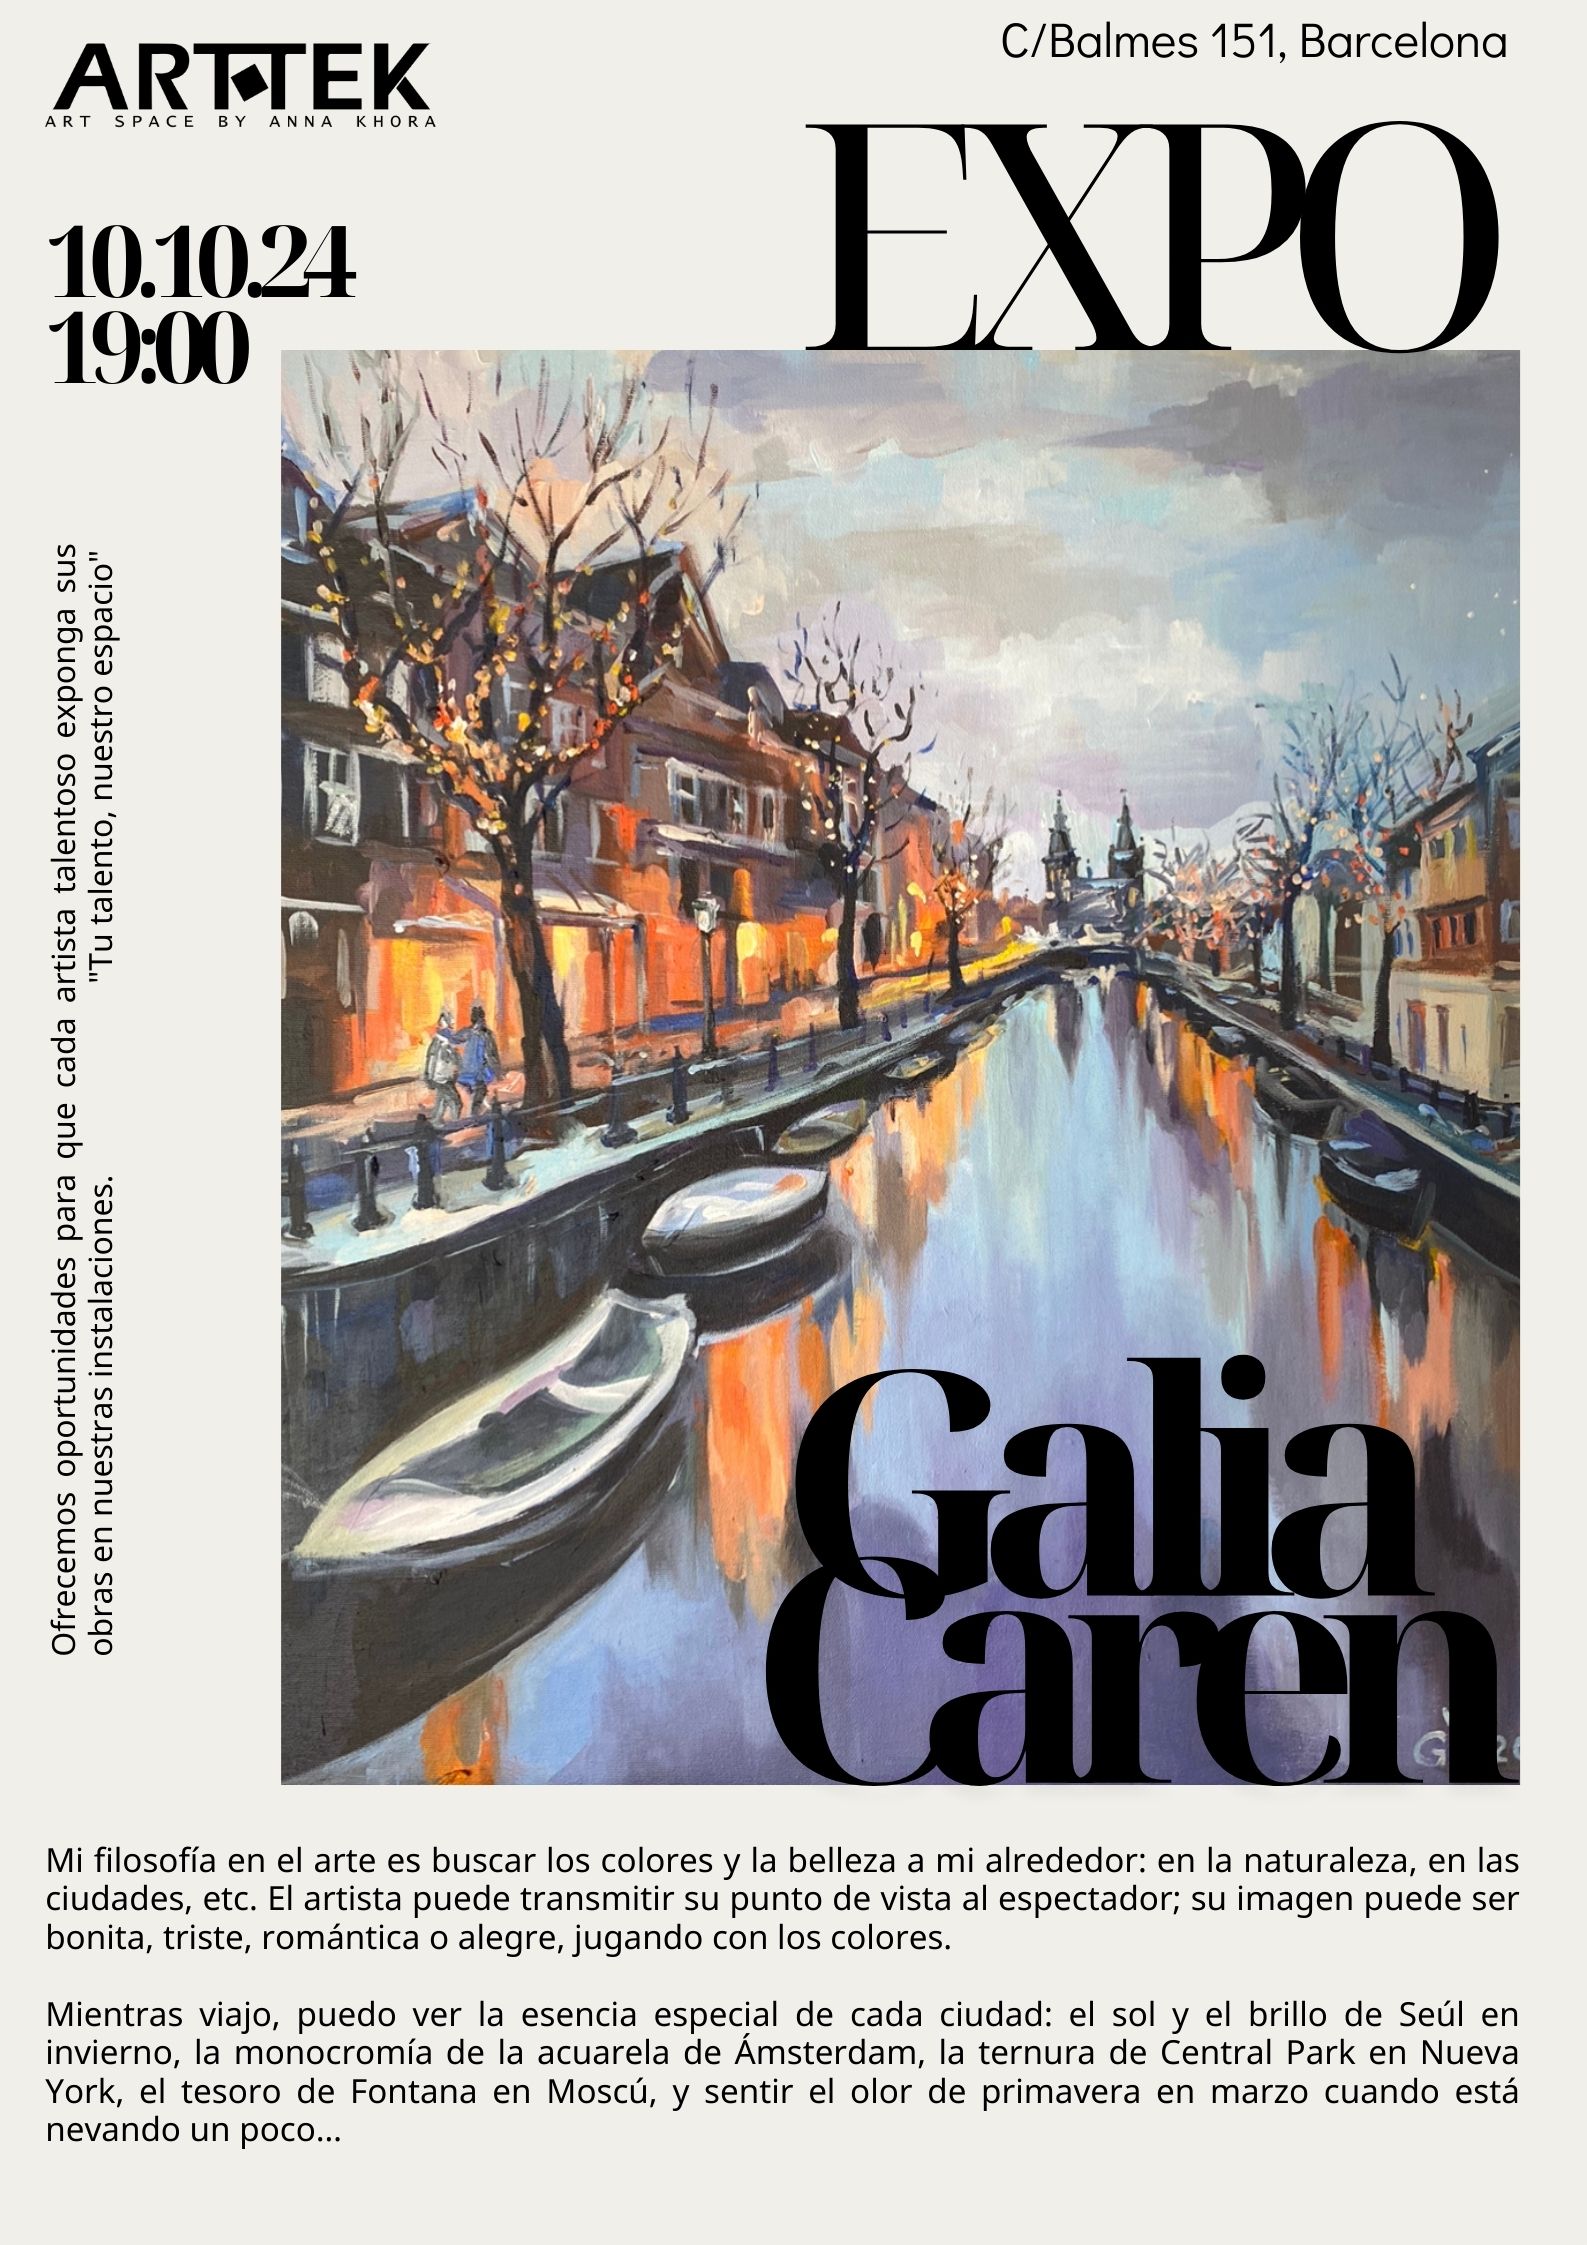 ARTTEK
ART SPACE BY ANNA KHORA
C/Balmes 151, Barcelona
EXPO
10.10.24
19:00
Ofrecemos oportunidades para que cada artista talentoso exponga sus
obras en nuestras instalaciones. "Tu talento, nuestro espacio"
Galia
Caren
Mi filosofía en el arte es buscar los colores y la belleza a mi alrededor: en la naturaleza, en las
ciudades, etc. El artista puede transmitir su punto de vista al espectador; su imagen puede ser
bonita, triste, romántica o alegre, jugando con los colores.
Mientras viajo, puedo ver la esencia especial de cada ciudad: el sol y el brillo de Seúl en
invierno, la monocromía de la acuarela de Ámsterdam, la ternura de Central Park en Nueva
York, el tesoro de Fontana en Moscú, y sentir el olor de primavera en marzo cuando está
nevando un poco...